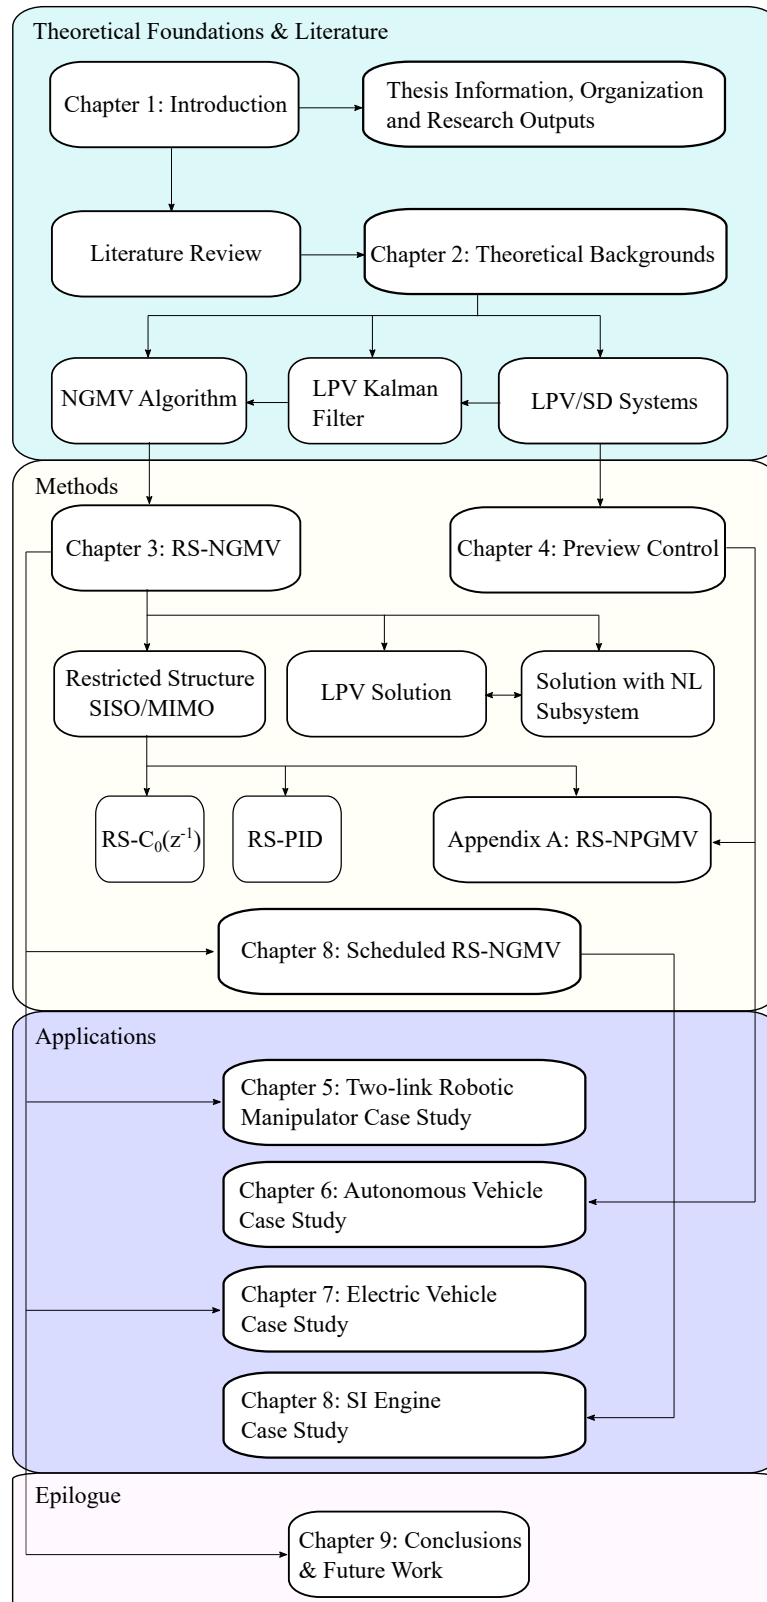 Theoretical Foundations & Literature
Chapter 1: Introduction
Thesis Information, Organization
and Research Outputs
Literature Review
Chapter 2: Theoretical Backgrounds
NGMV Algorithm
LPV Kalman
Filter
LPV/SD Systems
Methods
Chapter 3: RS-NGMV
Chapter 4: Preview Control
Restricted Structure
SISO/MIMO
LPV Solution
Solution with NL
Subsystem
RS-C₀(z⁻¹)
RS-PID
Appendix A: RS-NPGMV
Chapter 8: Scheduled RS-NGMV
Applications
Chapter 5: Two-link Robotic
Manipulator Case Study
Chapter 6: Autonomous Vehicle
Case Study
Chapter 7: Electric Vehicle
Case Study
Chapter 8: SI Engine
Case Study
Epilogue
Chapter 9: Conclusions
& Future Work